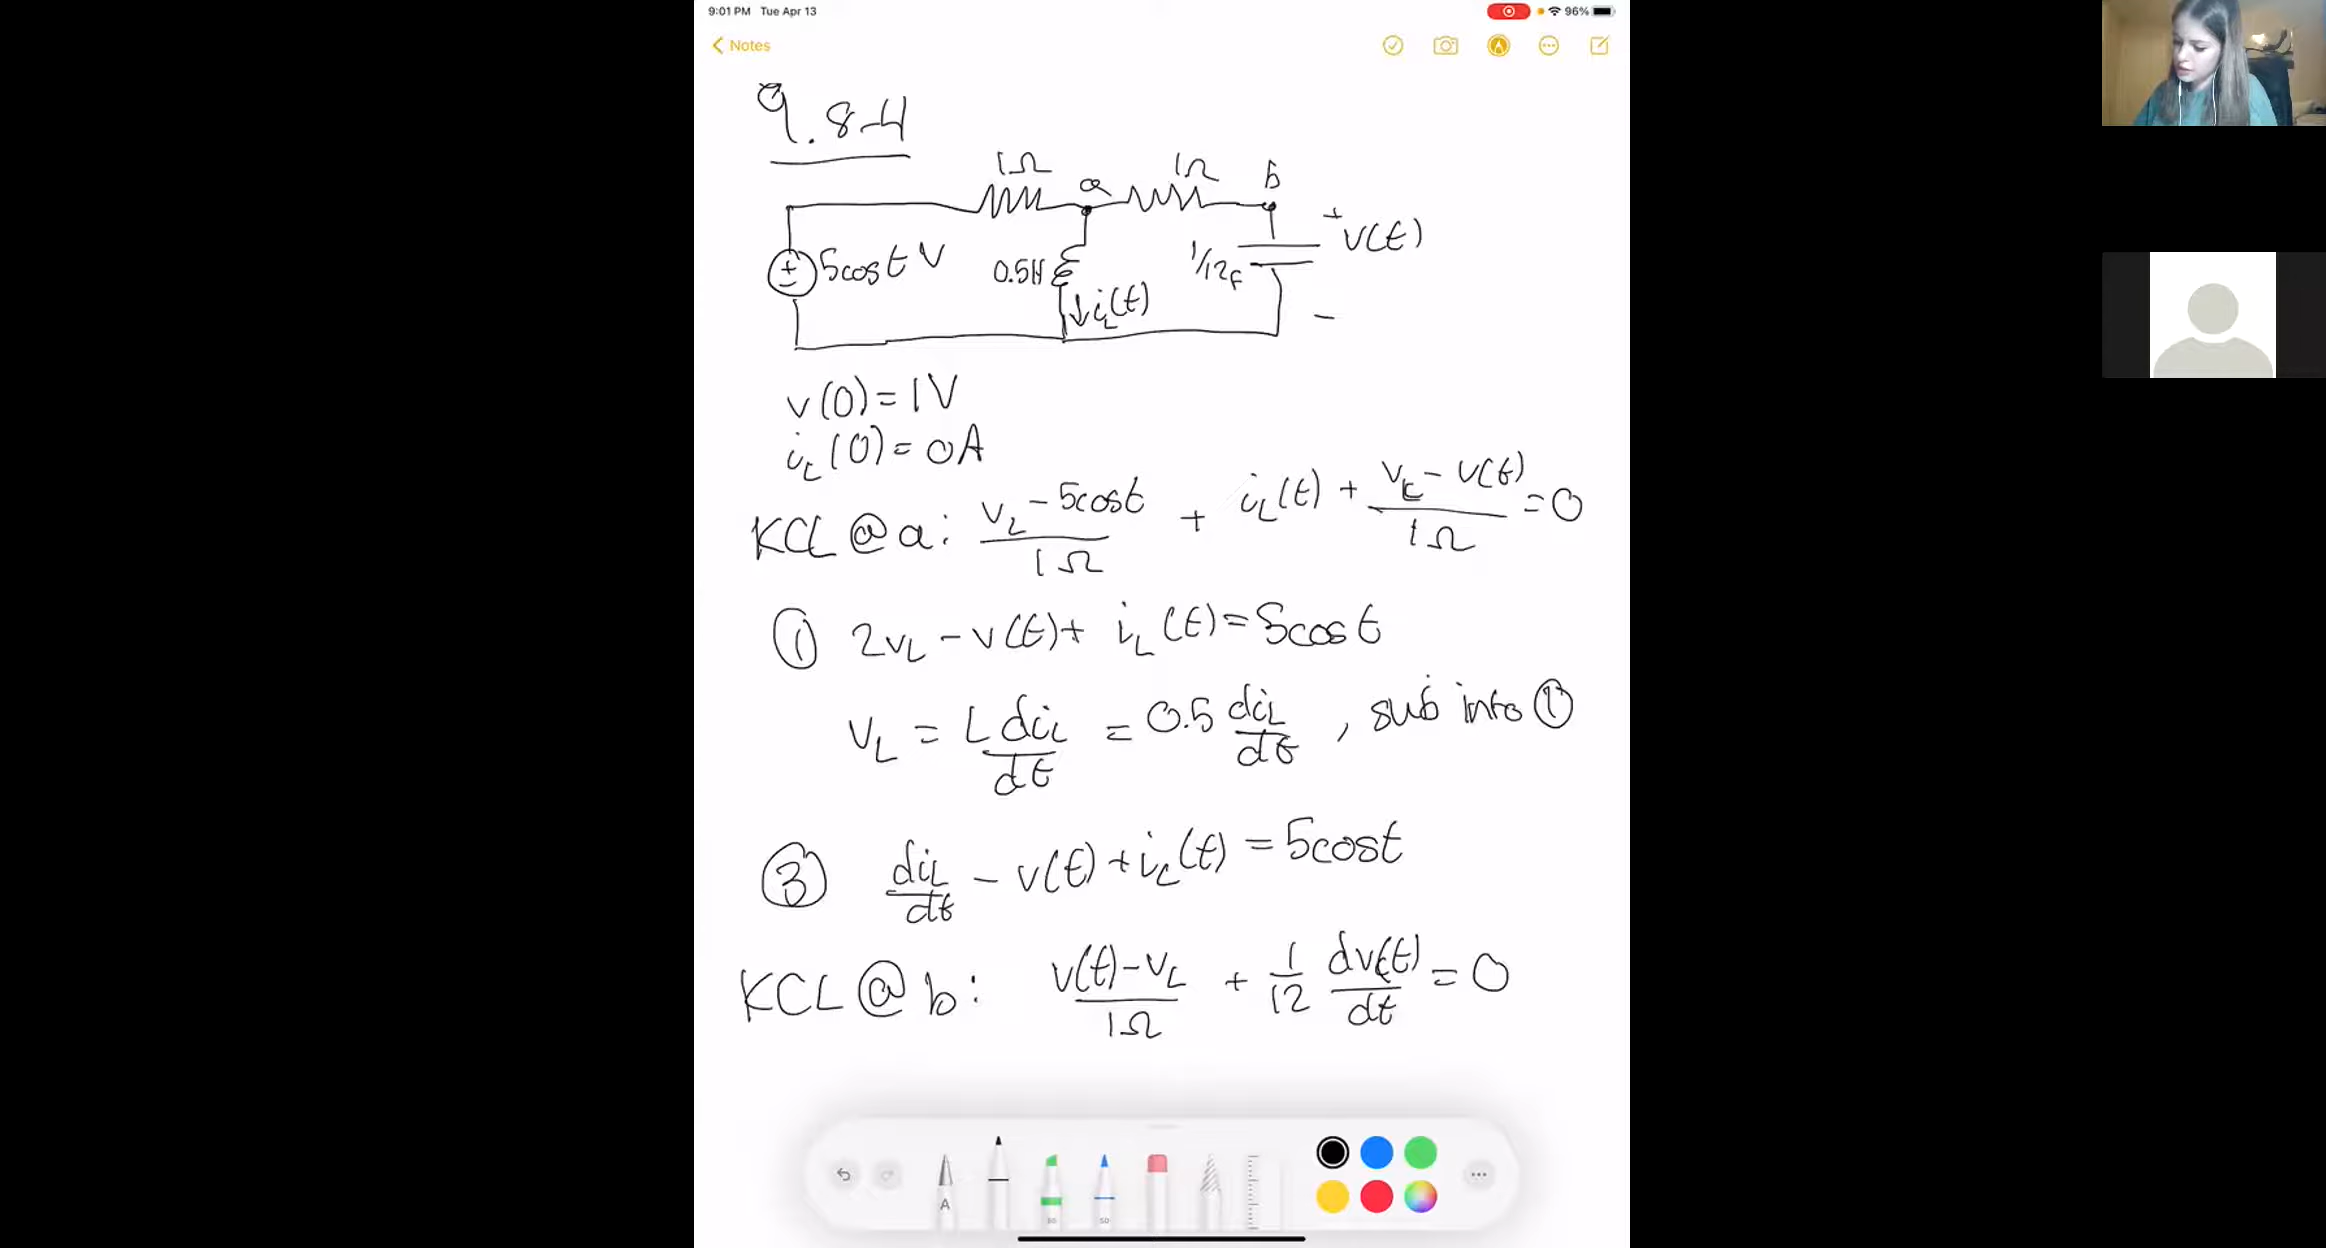 9:01 PM Tue Apr 13
96%
Notes
9.8-4
1Ω a 1Ω b
5cost V 0.5H iL(t) 1/12F + v(t) -
v(0) = 1V
iL(0) = 0A
KCL @ a: (vL - 5cost)/1Ω + iL(t) + (vL - v(t))/1Ω = 0
① 2vL - v(t) + iL(t) = 5cost
vL = L diL/dt = 0.5 diL/dt , sub into ①
③ diL/dt - v(t) + iL(t) = 5cost
KCL @ b: (v(t) - vL)/1Ω + 1/12 dv(t)/dt = 0
A
50